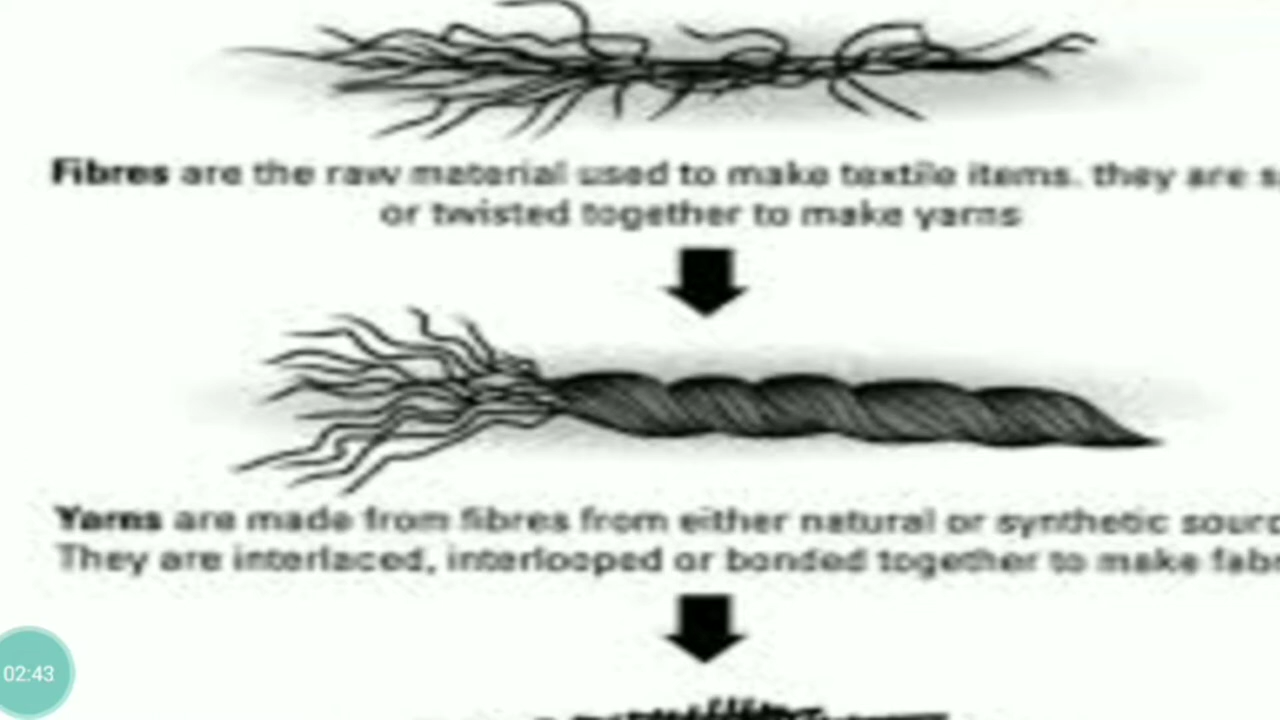 Fibres are the raw material used to make textile items. they are
or twisted together to make yarns
Yarns are made from fibres from either natural or synthetic
They are interlaced, interlooped or bonded together to make
02:43